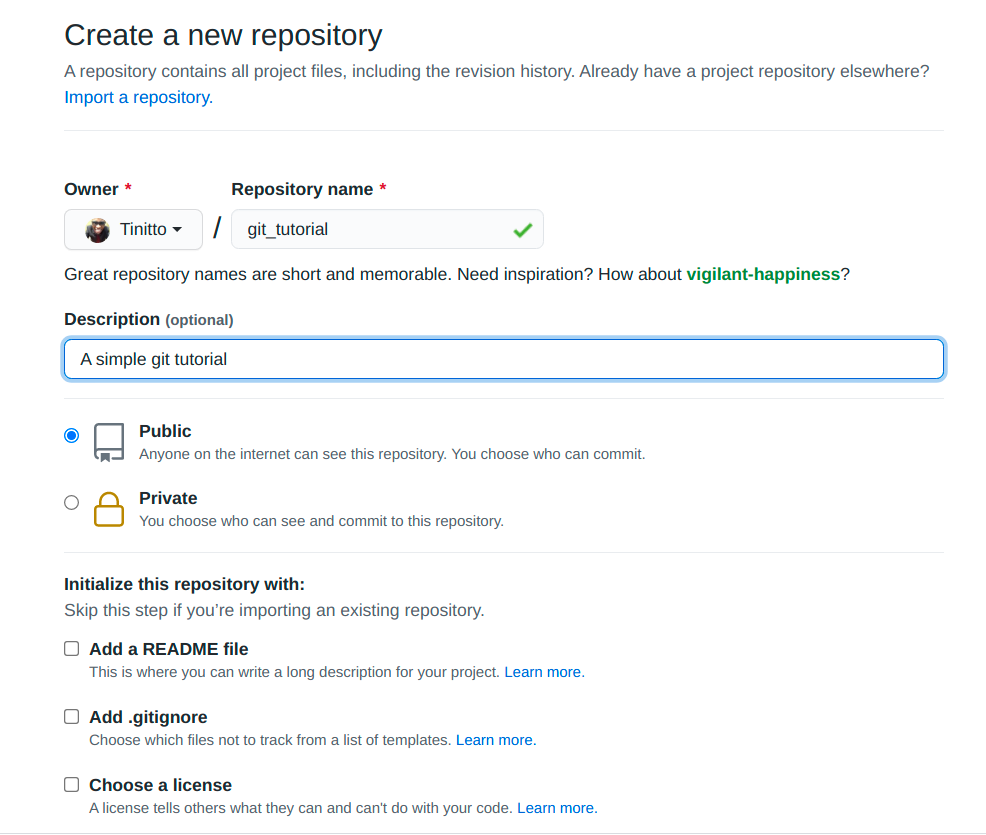 Create a new repository
A repository contains all project files, including the revision history. Already have a project repository elsewhere?
Import a repository.
Owner * Repository name *
Tinitto / git_tutorial
Great repository names are short and memorable. Need inspiration? How about vigilant-happiness?
Description (optional)
A simple git tutorial
Public
Anyone on the internet can see this repository. You choose who can commit.
Private
You choose who can see and commit to this repository.
Initialize this repository with:
Skip this step if you’re importing an existing repository.
Add a README file
This is where you can write a long description for your project. Learn more.
Add .gitignore
Choose which files not to track from a list of templates. Learn more.
Choose a license
A license tells others what they can and can't do with your code. Learn more.